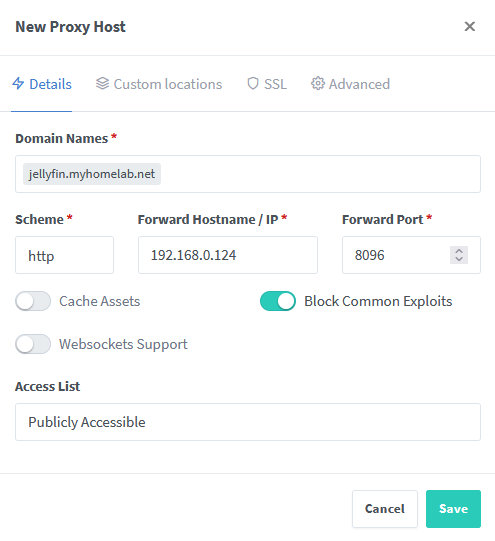 New Proxy Host
Details Custom locations SSL Advanced
Domain Names *
jellyfin.myhomelab.net
Scheme * Forward Hostname / IP * Forward Port *
http 192.168.0.124 8096
Cache Assets Block Common Exploits
Websockets Support
Access List
Publicly Accessible
Cancel Save